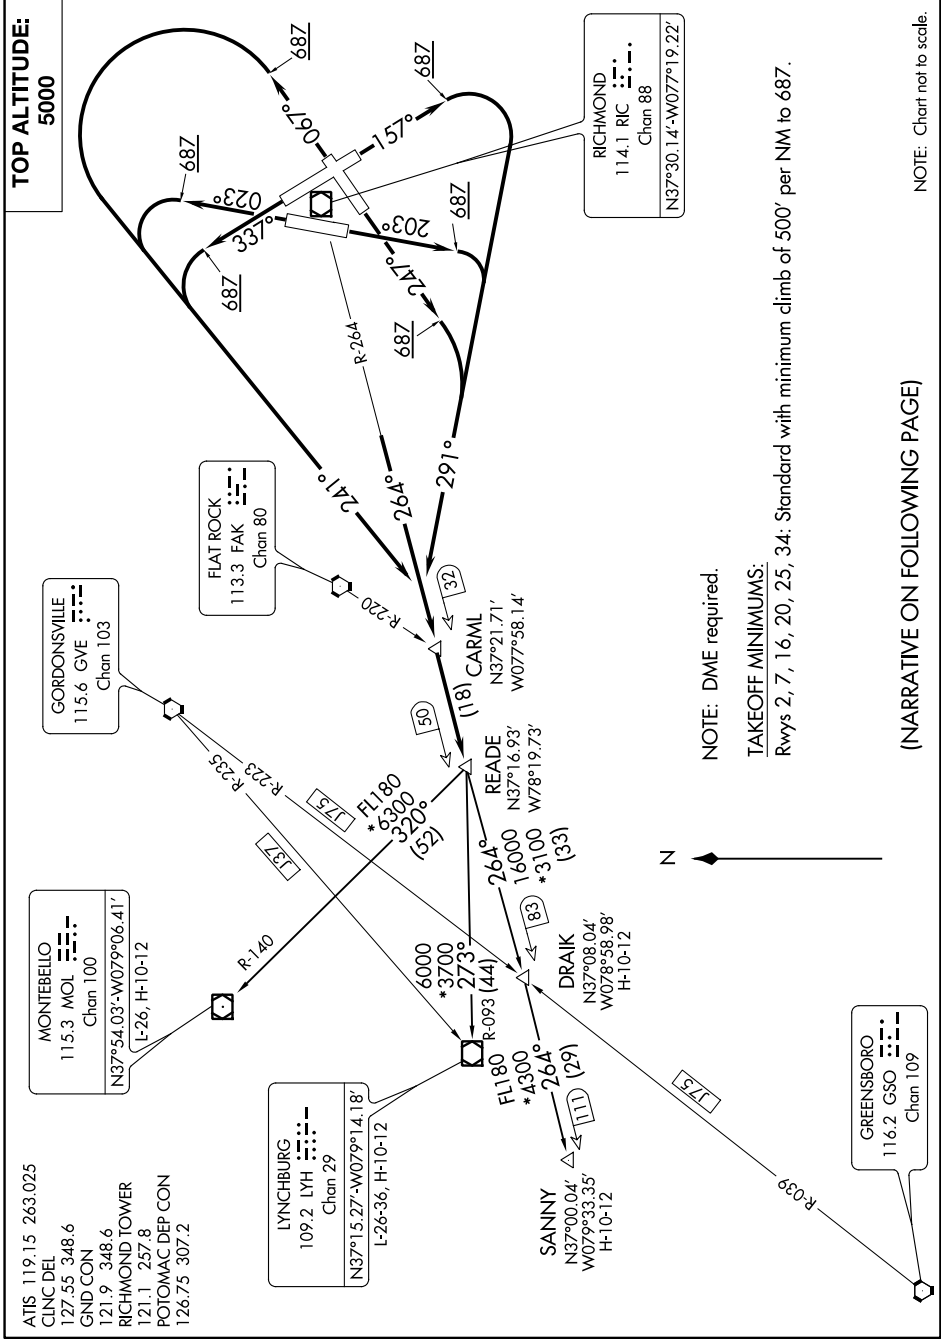 TOP ALTITUDE:
5000
ATIS 119.15 263.025
CLNC DEL
127.55 348.6
GND CON
121.9 348.6
RICHMOND TOWER
121.1 257.8
POTOMAC DEP CON
126.75 307.2
MONTEBELLO
115.3 MOL
Chan 100
N37°54.03'-W079°06.41'
L-26, H-10-12
GORDONSVILLE
115.6 GVE
Chan 103
FLAT ROCK
113.3 FAK
Chan 80
RICHMOND
114.1 RIC
Chan 88
N37°30.14'-W077°19.22'
LYNCHBURG
109.2 LYH
Chan 29
N37°15.27'-W079°14.18'
L-26-36, H-10-12
GREENSBORO
116.2 GSO
Chan 109
687
067°
687
157°
687
023°
687
337°
687
203°
687
247°
R-264
241°
264°
291°
R-220
32
CARML
N37°21.71'
W077°58.14'
(18)
50
READE
N37°16.93'
W78°19.73'
R-235
R-223
J75
J37
FL180
*6300
320°
(52)
R-140
6000
*3700
273°
(44)
R-093
264°
16000
*3100
(33)
83
DRAIK
N37°08.04'
W078°58.98'
H-10-12
FL180
*4300
264°
(29)
111
SANNY
N37°00.04'
W079°33.35'
H-10-12
J75
R-039
N
NOTE: DME required.
TAKEOFF MINIMUMS:
Rwys 2, 7, 16, 20, 25, 34: Standard with minimum climb of 500' per NM to 687.
(NARRATIVE ON FOLLOWING PAGE)
NOTE: Chart not to scale.